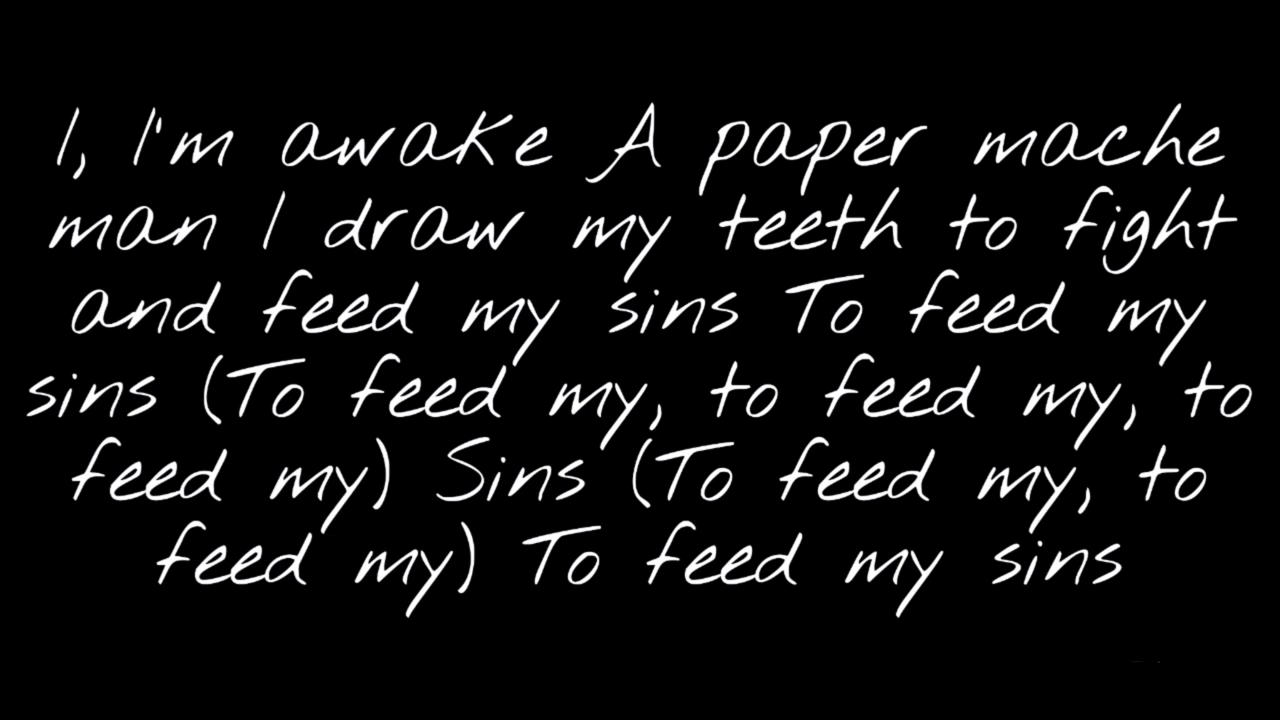 I, I'm awake A paper mache
man I draw my teeth to fight
and feed my sins To feed my
sins (To feed my, to feed my, to
feed my) Sins (To feed my, to
feed my) To feed my sins